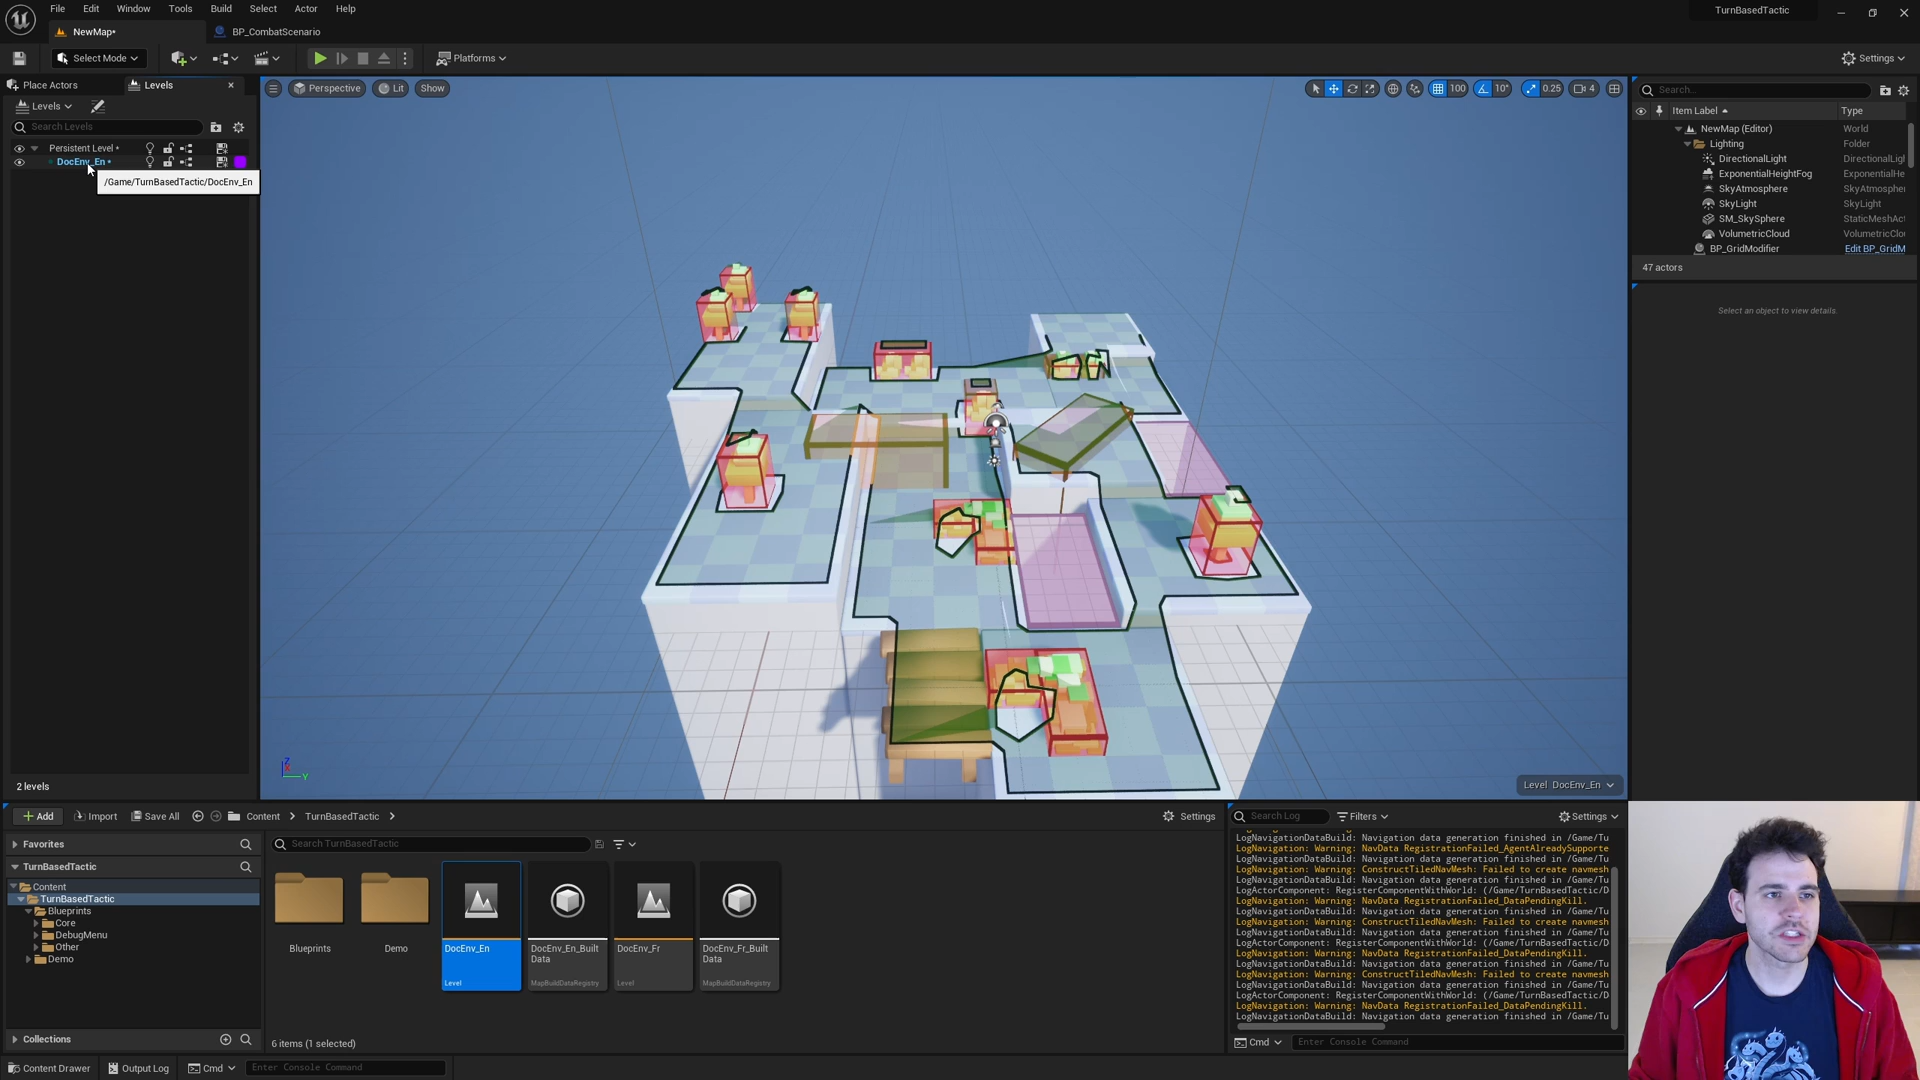 File Edit Window Tools Build Select Actor Help
TurnBasedTactic
NewMap•
BP_CombatScenario
Select Mode
Platforms
Settings
Place Actors
Levels
Levels
Search Levels
Persistent Level •
DocEnv_En •
/Game/TurnBasedTactic/DocEnv_En
2 levels
Perspective
Lit
Show
100
10°
0.25
4
Z
Y
Level DocEnv_En
Search...
Item Label
Type
NewMap (Editor) World
Lighting Folder
DirectionalLight DirectionalLigh
ExponentialHeightFog ExponentialHe
SkyAtmosphere SkyAtmosphe
SkyLight SkyLight
SM_SkySphere StaticMeshAc
VolumetricCloud VolumetricClo
BP_GridModifier Edit BP_GridM
47 actors
Select an object to view details.
Add
Import
Save All
Content
TurnBasedTactic
Settings
Favorites
TurnBasedTactic
Content
TurnBasedTactic
Blueprints
Core
DebugMenu
Other
Demo
Collections
Search TurnBasedTactic
Blueprints
Demo
DocEnv_En
Level
DocEnv_En_Built
Data
MapBuildDataRegistry
DocEnv_Fr
Level
DocEnv_Fr_Built
Data
MapBuildDataRegistry
6 items (1 selected)
Search Log
Filters
Settings
LogNavigationDataBuild: Navigation data generation finished in /Game/Tu
LogNavigation: Warning: NavData RegistrationFailed_AgentAlreadySupporte
LogNavigationDataBuild: Navigation data generation finished in /Game/Tu
LogNavigation: Warning: ConstructTiledNavMesh: Failed to create navmesh
LogNavigationDataBuild: Navigation data generation finished in /Game/Tu
LogActorComponent: RegisterComponentWithWorld: (/Game/TurnBasedTactic/D
LogNavigation: Warning: NavData RegistrationFailed_DataPendingKill.
LogNavigationDataBuild: Navigation data generation finished in /Game/Tu
LogNavigation: Warning: ConstructTiledNavMesh: Failed to create navmesh
LogNavigationDataBuild: Navigation data generation finished in /Game/Tu
LogActorComponent: RegisterComponentWithWorld: (/Game/TurnBasedTactic/D
LogNavigation: Warning: NavData RegistrationFailed_DataPendingKill.
LogNavigationDataBuild: Navigation data generation finished in /Game/Tu
LogNavigation: Warning: ConstructTiledNavMesh: Failed to create navmesh
LogNavigationDataBuild: Navigation data generation finished in /Game/Tu
LogActorComponent: RegisterComponentWithWorld: (/Game/TurnBasedTactic/D
LogNavigation: Warning: NavData RegistrationFailed_DataPendingKill.
LogNavigationDataBuild: Navigation data generation finished in /Game/Tu
Cmd
Enter Console Command
Content Drawer
Output Log
Cmd
Enter Console Command